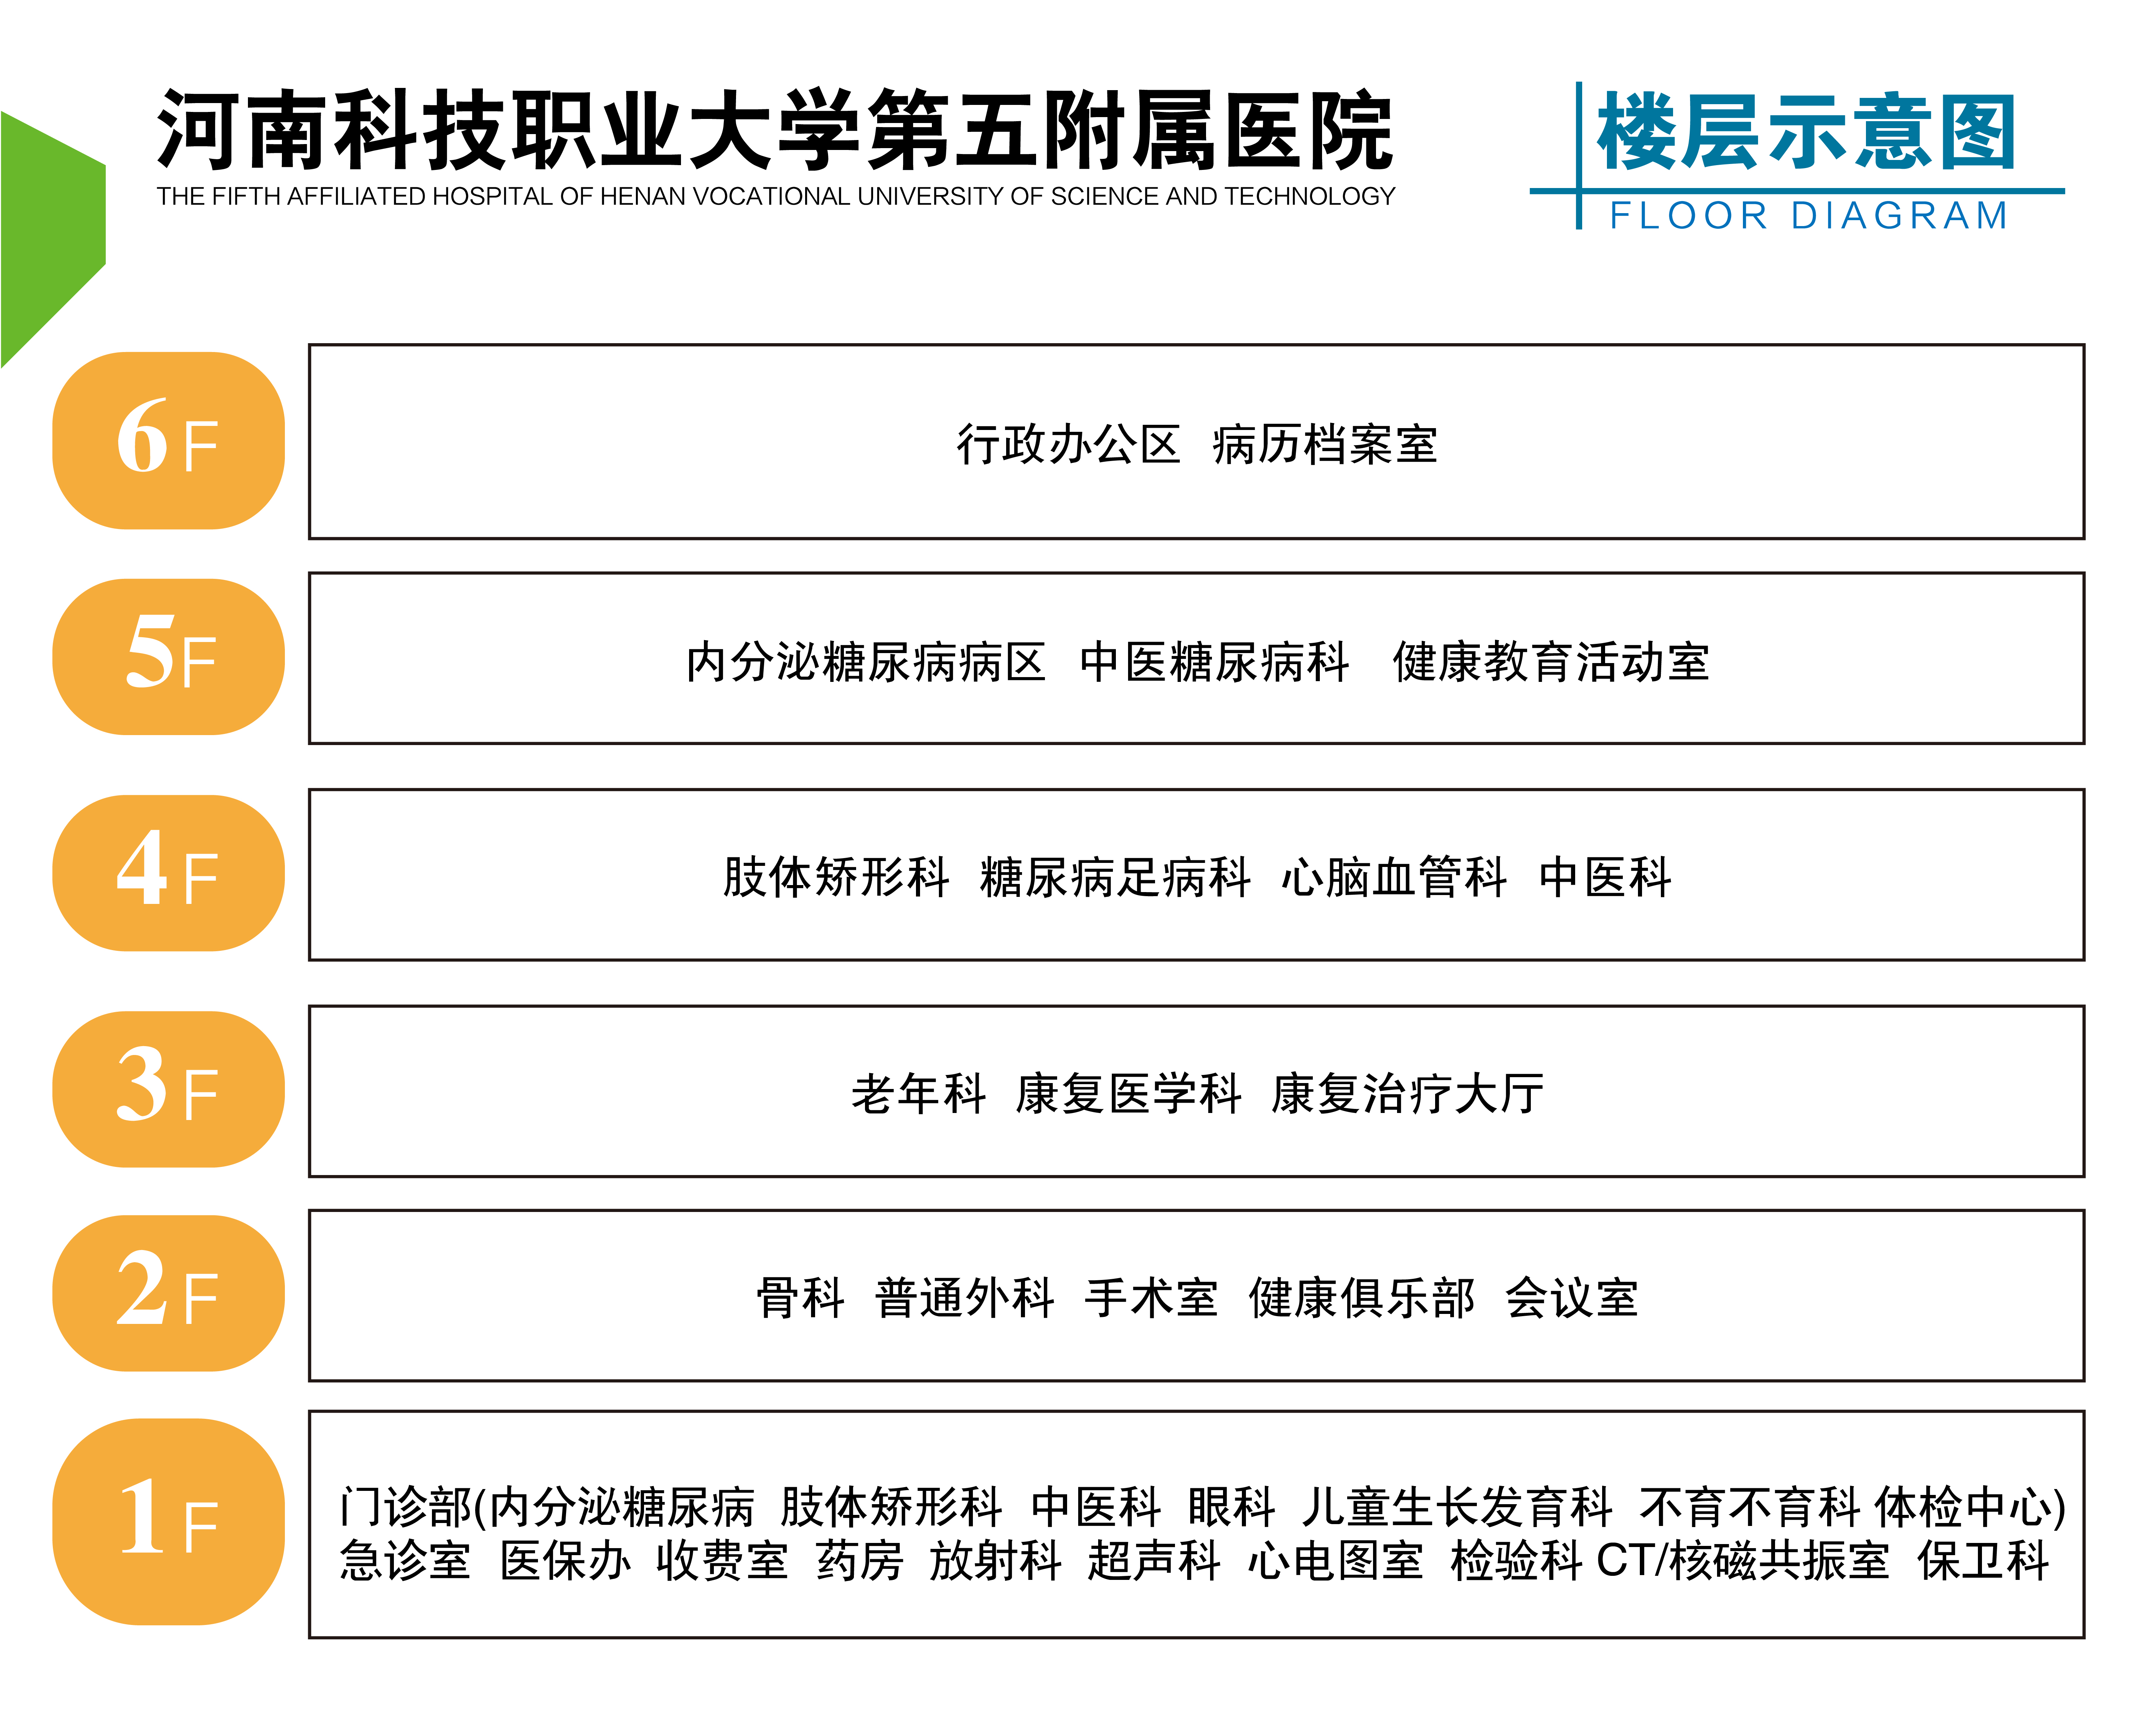 河南科技职业大学第五附属医院
THE FIFTH AFFILIATED HOSPITAL OF HENAN VOCATIONAL UNIVERSITY OF SCIENCE AND TECHNOLOGY
楼层示意图
FLOOR DIAGRAM
6 F
行政办公区 病历档案室
5F
内分泌糖尿病病区 中医糖尿病科 健康教育活动室
4 F
肢体矫形科 糖尿病足病科 心脑血管科 中医科
3 F
老年科 康复医学科 康复治疗大厅
2 F
骨科 普通外科 手术室 健康俱乐部 会议室
1 F
门诊部(内分泌糖尿病 肢体矫形科 中医科 眼科 儿童生长发育科 不育不育科 体检中心)
急诊室 医保办 收费室 药房 放射科 超声科 心电图室 检验科 CT/核磁共振室 保卫科